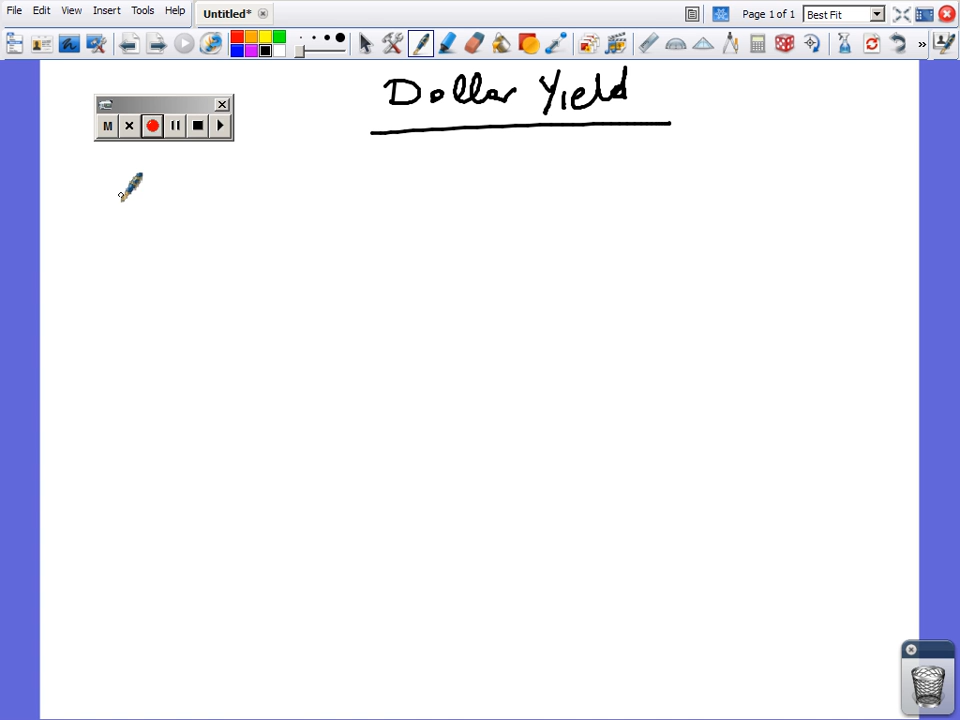 File Edit View Insert Tools Help
Untitled*
Page 1 of 1
Best Fit
»
Dollar Yield
M